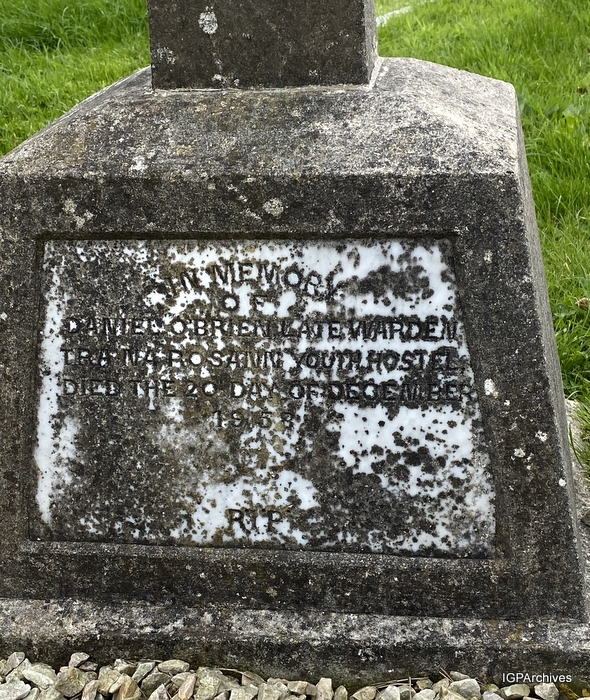 IN MEMORY
OF
DANIEL O'BRIEN LATE WARDEN
TRA NA ROSANN YOUTH HOSTEL
DIED THE 20 DAY OF DECEMBER
R.I.P.
IGPArchives